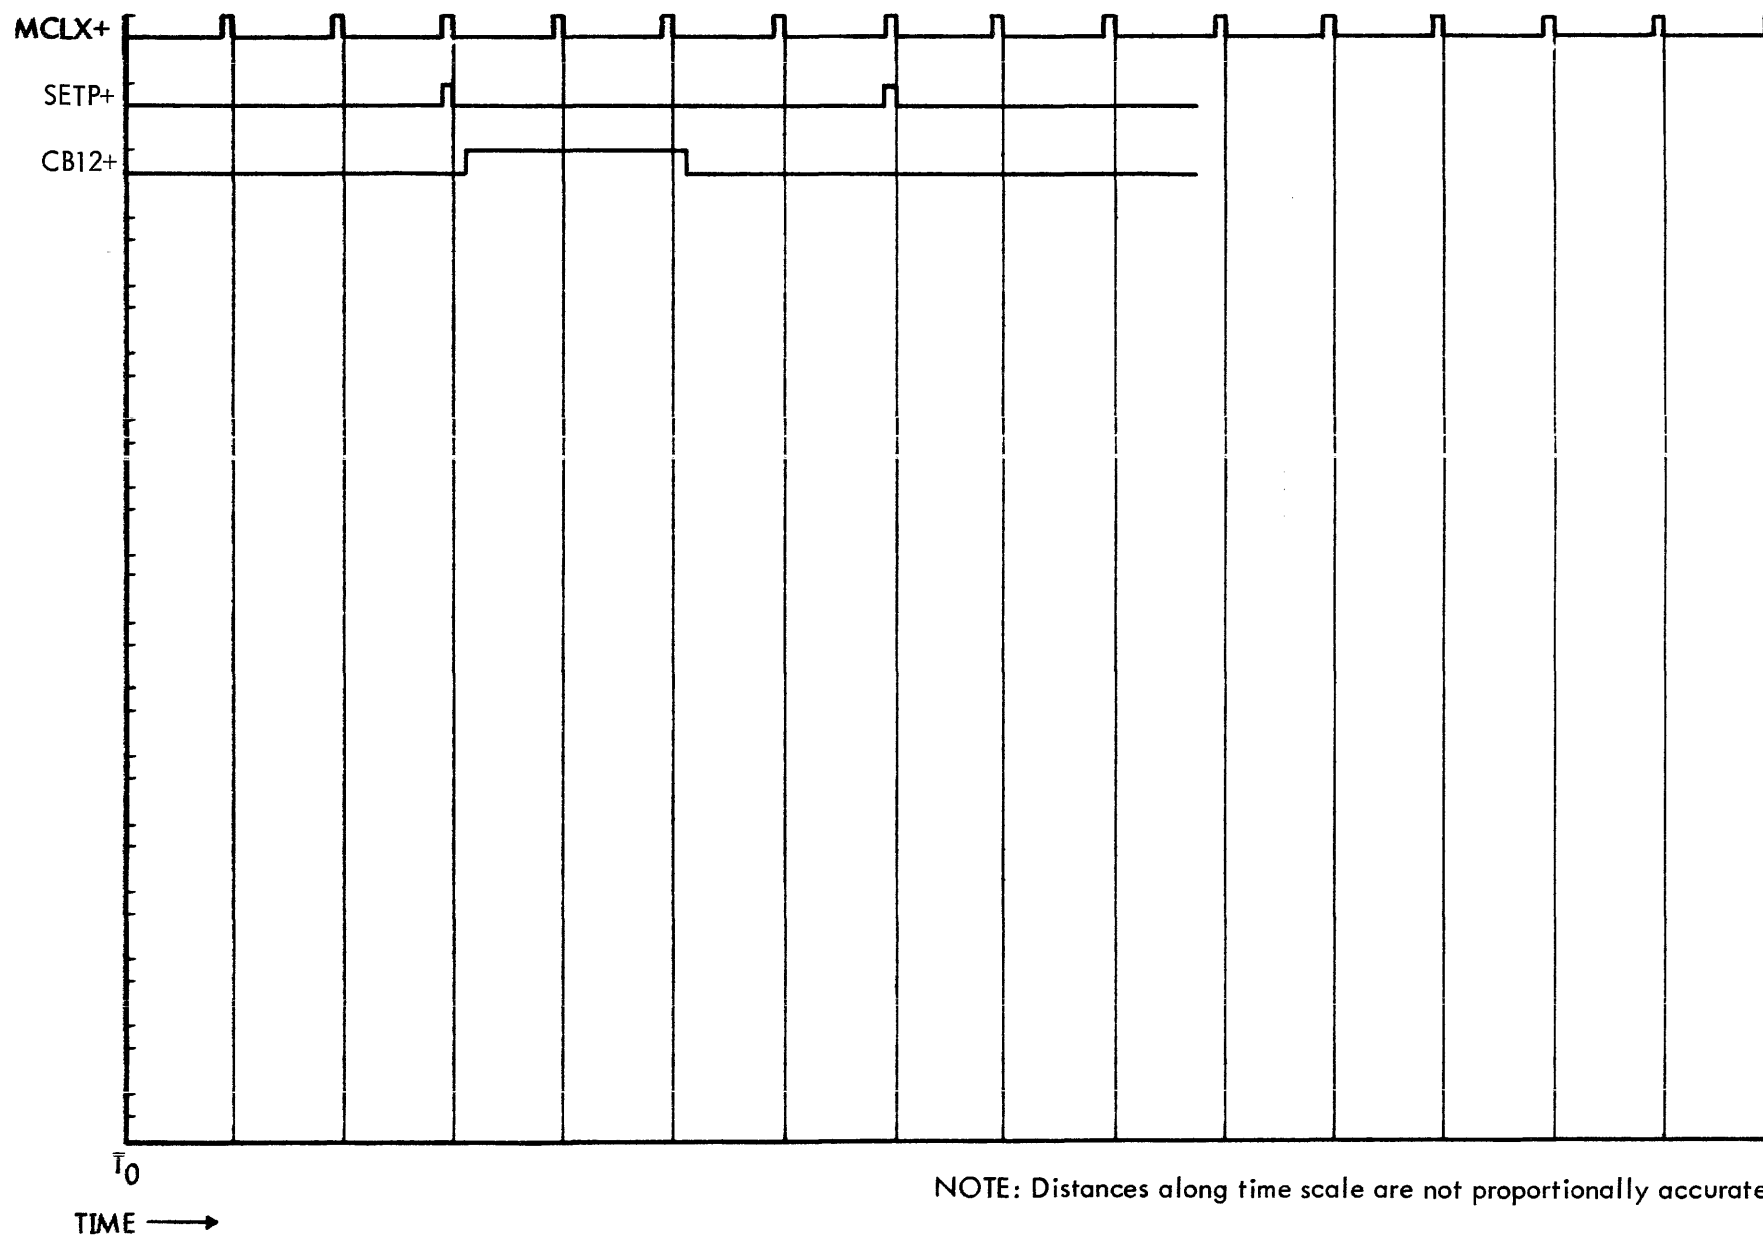 MCLX+
SETP+
CB12+
T0
NOTE: Distances along time scale are not proportionally accurate
TIME